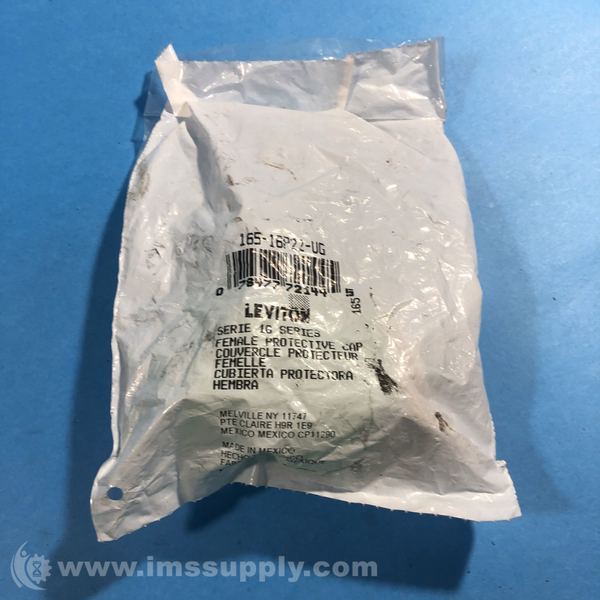 165-16P22-UG
0 78477 72144 5
165
LEVITON
SERIE 16 SERIES
FEMALE PROTECTIVE CAP
COUVERCLE PROTECTEUR
FEMELLE
CUBIERTA PROTECTORA
HEMBRA
MELVILLE NY 11747
PTE CLAIRE H9R 1E9
MEXICO MEXICO CP11290
MADE IN MEXICO
www.imssupply.com